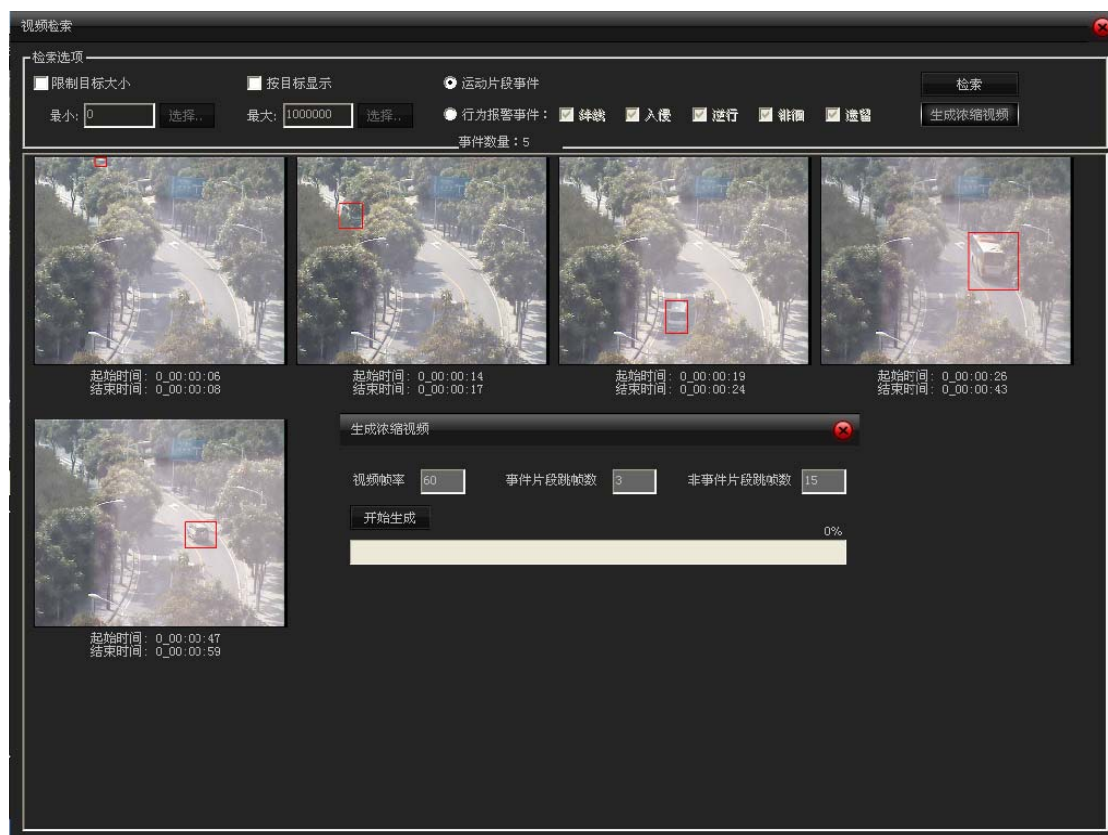 视频检索
检索选项
限制目标大小 按目标显示 运动片段事件 检索
最小: 0 选择.. 最大: 1000000 选择.. 行为报警事件: 绊线 入侵 逆行 徘徊 遗留 生成浓缩视频
事件数量:5
起始时间: 0_00:00:06
结束时间: 0_00:00:08
起始时间: 0_00:00:14
结束时间: 0_00:00:17
起始时间: 0_00:00:19
结束时间: 0_00:00:24
起始时间: 0_00:00:26
结束时间: 0_00:00:43
起始时间: 0_00:00:47
结束时间: 0_00:00:59
生成浓缩视频
视频帧率 60 事件片段跳帧数 3 非事件片段跳帧数 15
开始生成
0%